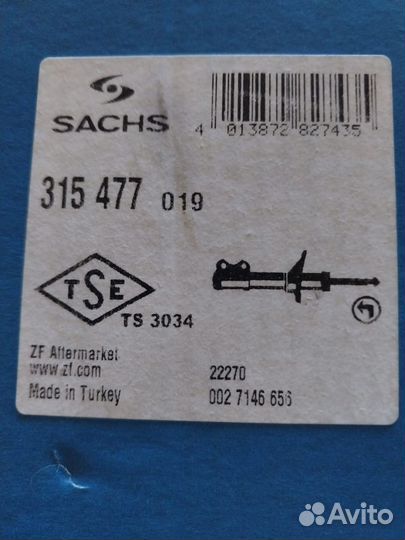 SACHS
4 013872 827435
315 477 019
TSE
TS 3034
ZF Aftermarket
www.zf.com
Made in Turkey
22270
002 7146 656
Avito